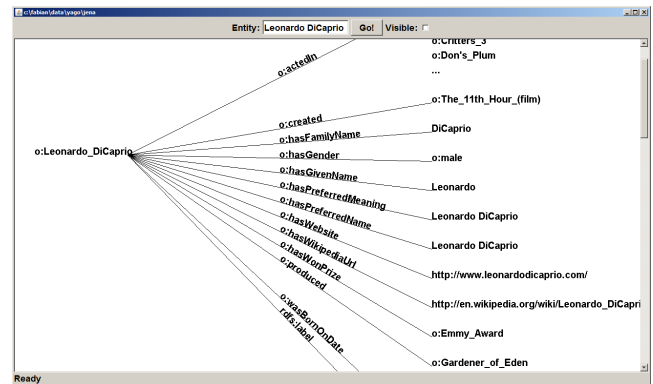 c:\fabian\data\yago\jena
Entity: Leonardo DiCaprio Go! Visible:
o:Critters_3
o:actedIn
o:Don's_Plum
...
o:created
o:The_11th_Hour_(film)
o:hasFamilyName
DiCaprio
o:Leonardo_DiCaprio
o:hasGender
o:male
o:hasGivenName
Leonardo
o:hasPreferredMeaning
Leonardo DiCaprio
o:hasPreferredName
Leonardo DiCaprio
o:hasWebsite
http://www.leonardodicaprio.com/
o:hasWikipediaUrl
http://en.wikipedia.org/wiki/Leonardo_DiCapri
o:hasWonPrize
o:Emmy_Award
o:produced
o:Gardener_of_Eden
o:wasBornOnDate
rdfs:label
Ready